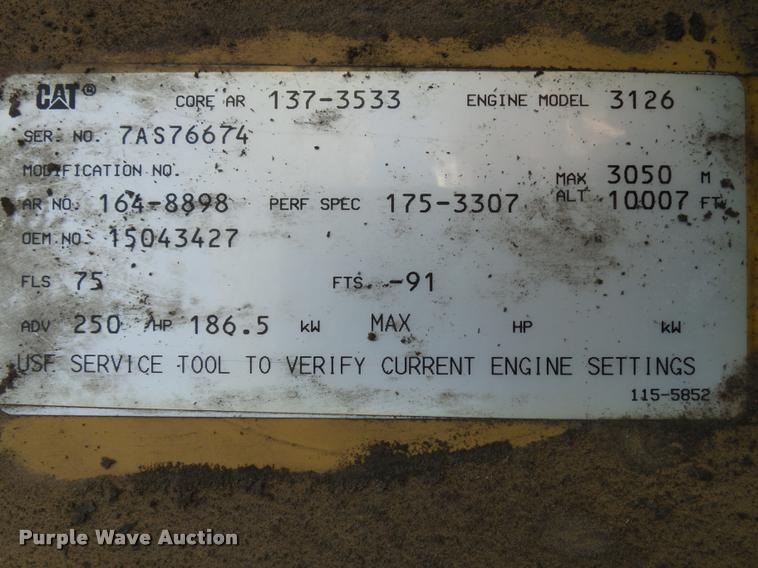 CAT® CORE AR 137-3533 ENGINE MODEL 3126
SER. NO. 7AS76674
MODIFICATION NO.
MAX 3050 M
AR NO. 164-8898 PERF SPEC 175-3307 ALT 10007 FT
OEM NO. 15043427
FLS 75 FTS -91
ADV 250 HP 186.5 kW MAX HP kW
USE SERVICE TOOL TO VERIFY CURRENT ENGINE SETTINGS
115-5852
Purple Wave Auction